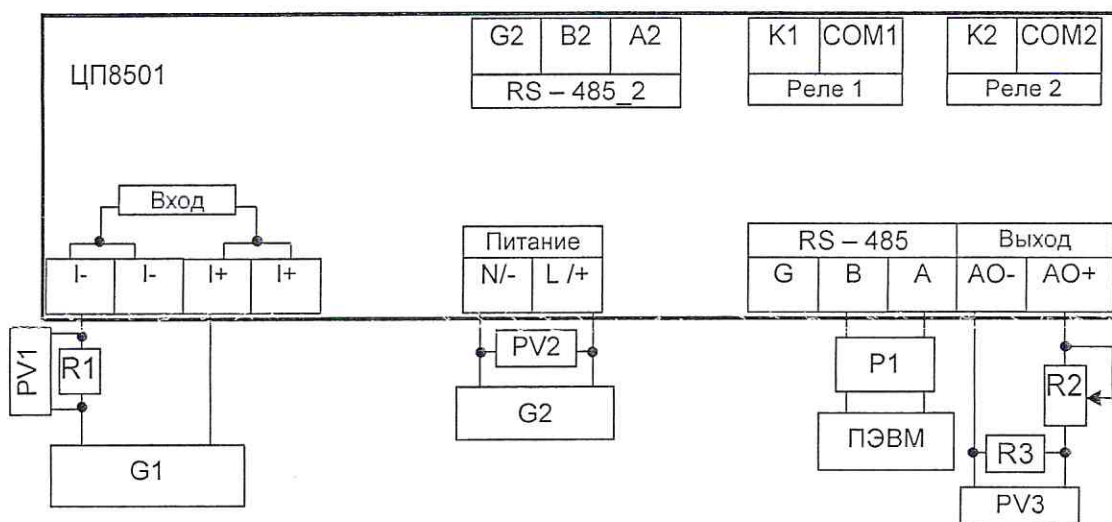 G2 B2 A2
RS – 485_2
K1 COM1
Реле 1
K2 COM2
Реле 2
ЦП8501
Вход
I- I- I+ I+
Питание
N/- L /+
RS – 485 Выход
G B A AO- AO+
PV1
R1
G1
PV2
G2
P1
ПЭВМ
R2
R3
PV3